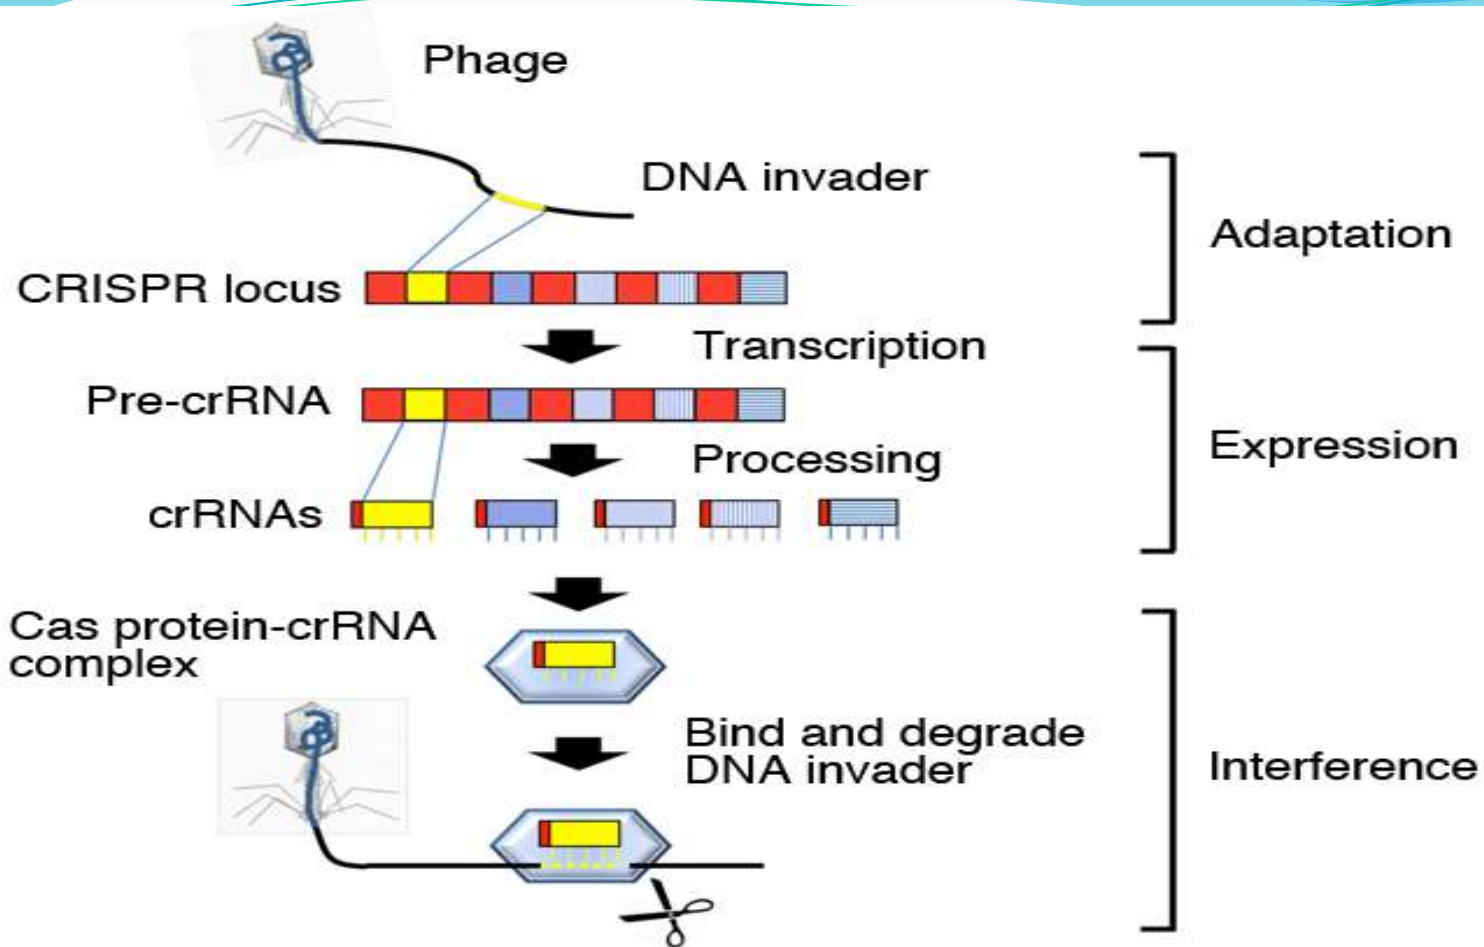 Phage
DNA invader
Adaptation
CRISPR locus
Transcription
Pre-crRNA
Expression
Processing
crRNAs
Cas protein-crRNA
complex
Bind and degrade
DNA invader
Interference